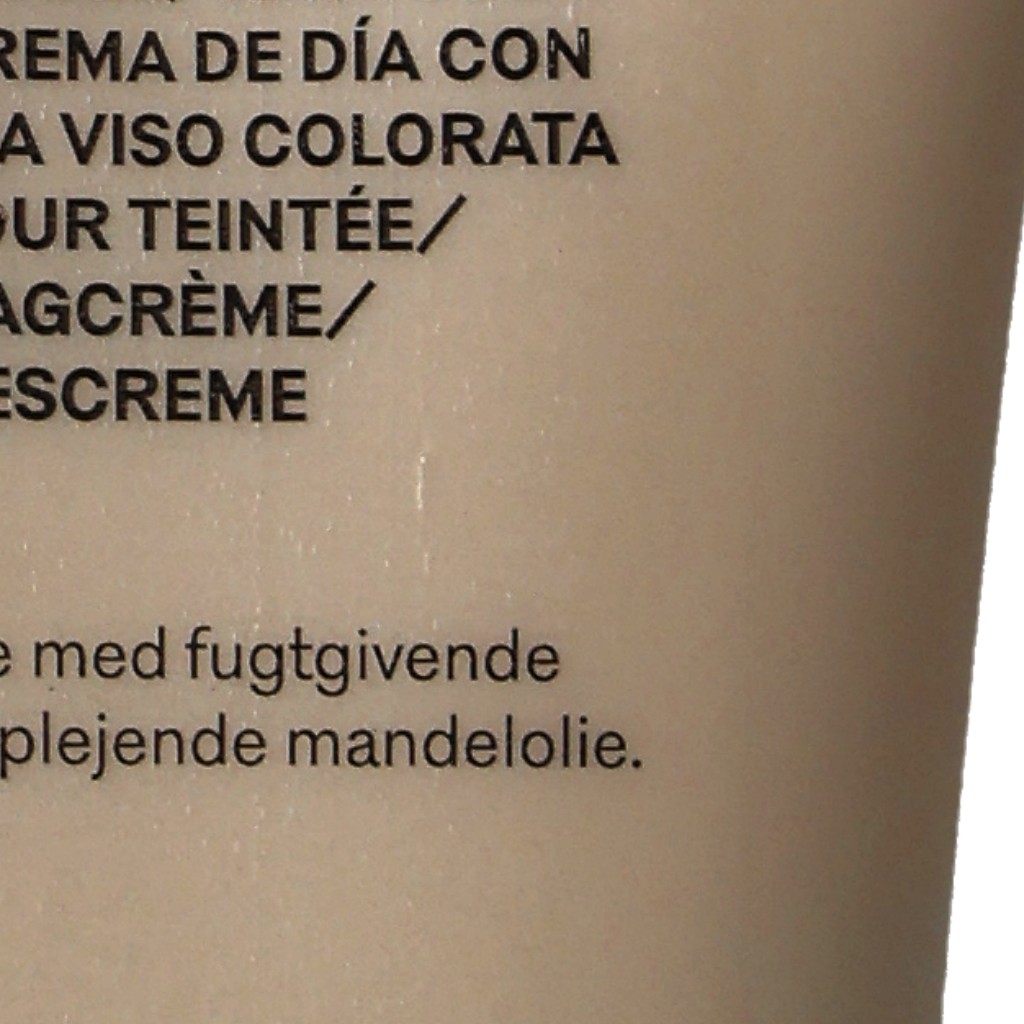 REMA DE DÍA CON
A VISO COLORATA
OUR TEINTÉE/
AGCRÈME/
ESCREME
e med fugtgivende
plejende mandelolie.